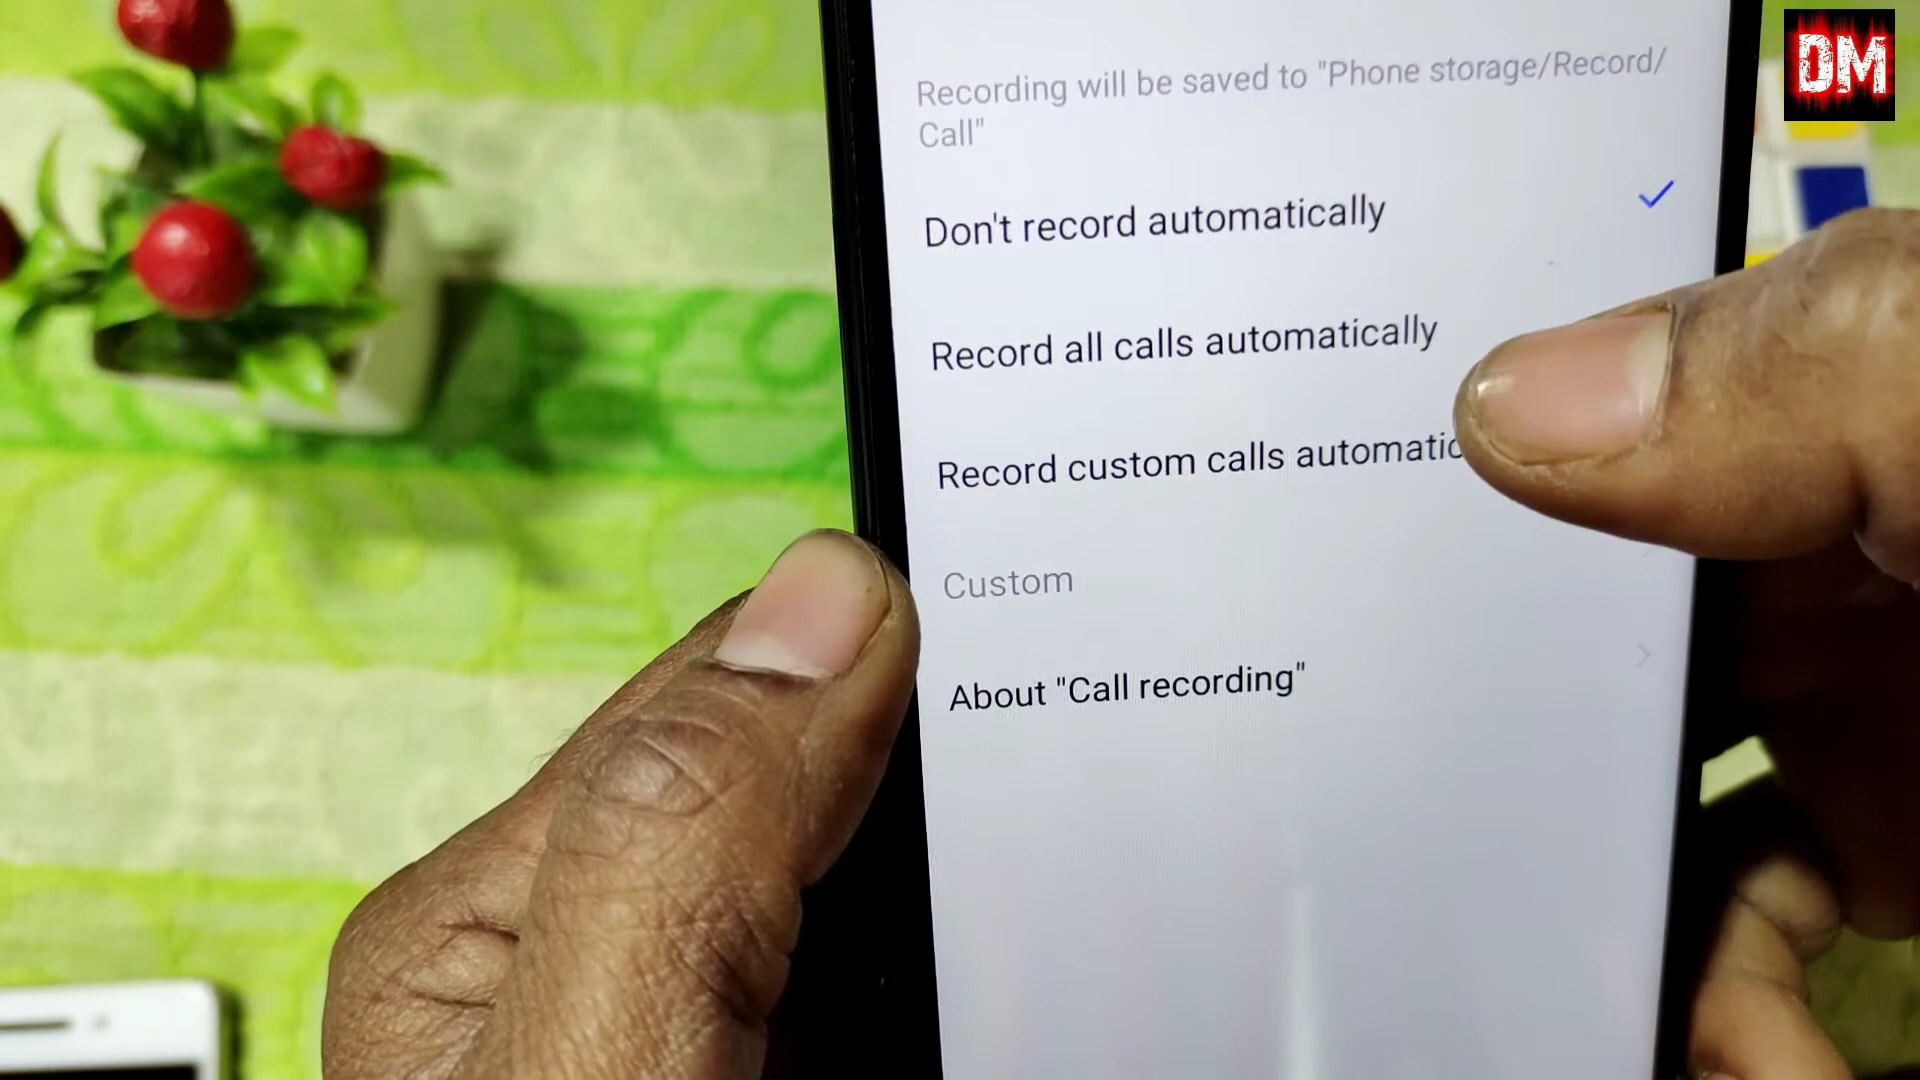 DM
Recording will be saved to "Phone storage/Record/
Call"
Don't record automatically
Record all calls automatically
Record custom calls automatic
Custom
About "Call recording"